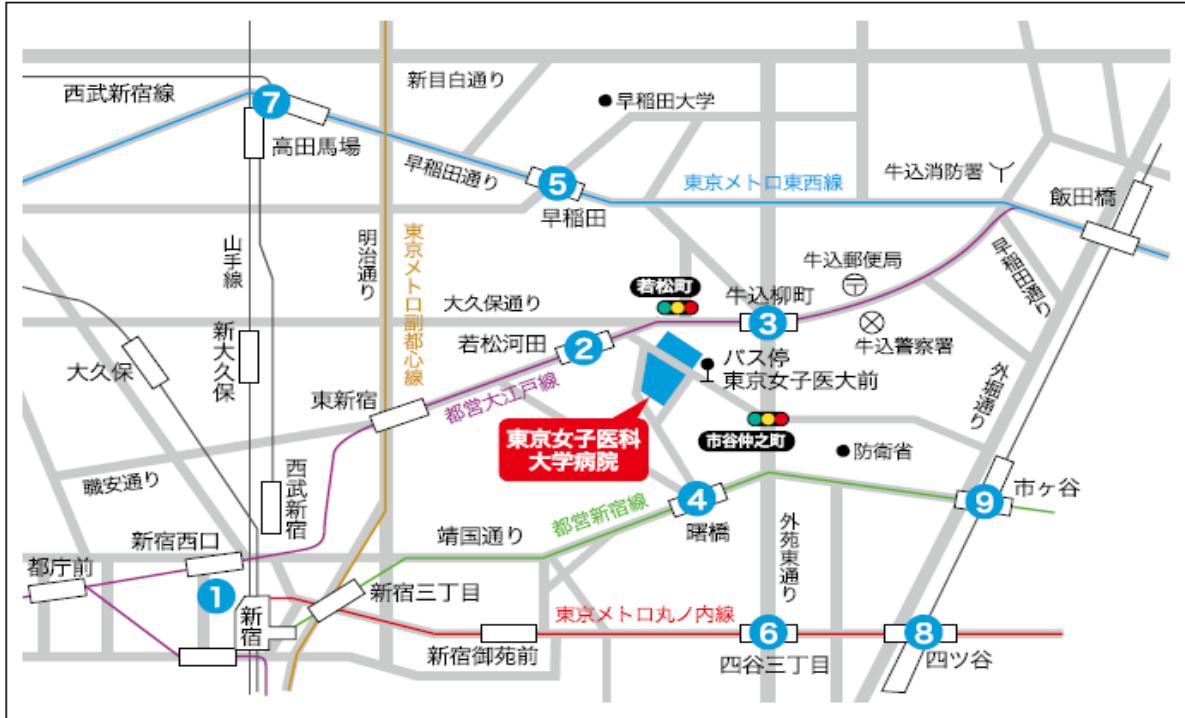 西武新宿線
7
高田馬場
新目白通り
早稲田大学
早稲田通り
5
早稲田
東京メトロ東西線
牛込消防署
飯田橋
早稲田通り
山手線
明治通り
東京メトロ副都心線
大久保通り
若松町
牛込柳町
3
牛込郵便局
牛込警察署
新大久保
大久保
若松河田
2
バス停
東京女子医大前
外堀通り
東新宿
都営大江戸線
東京女子医科
大学病院
市谷仲之町
防衛省
職安通り
西武新宿
4
曙橋
都営新宿線
9
市ヶ谷
新宿西口
靖国通り
外苑東通り
都庁前
1
新宿
新宿三丁目
東京メトロ丸ノ内線
新宿御苑前
6
四谷三丁目
8
四ツ谷